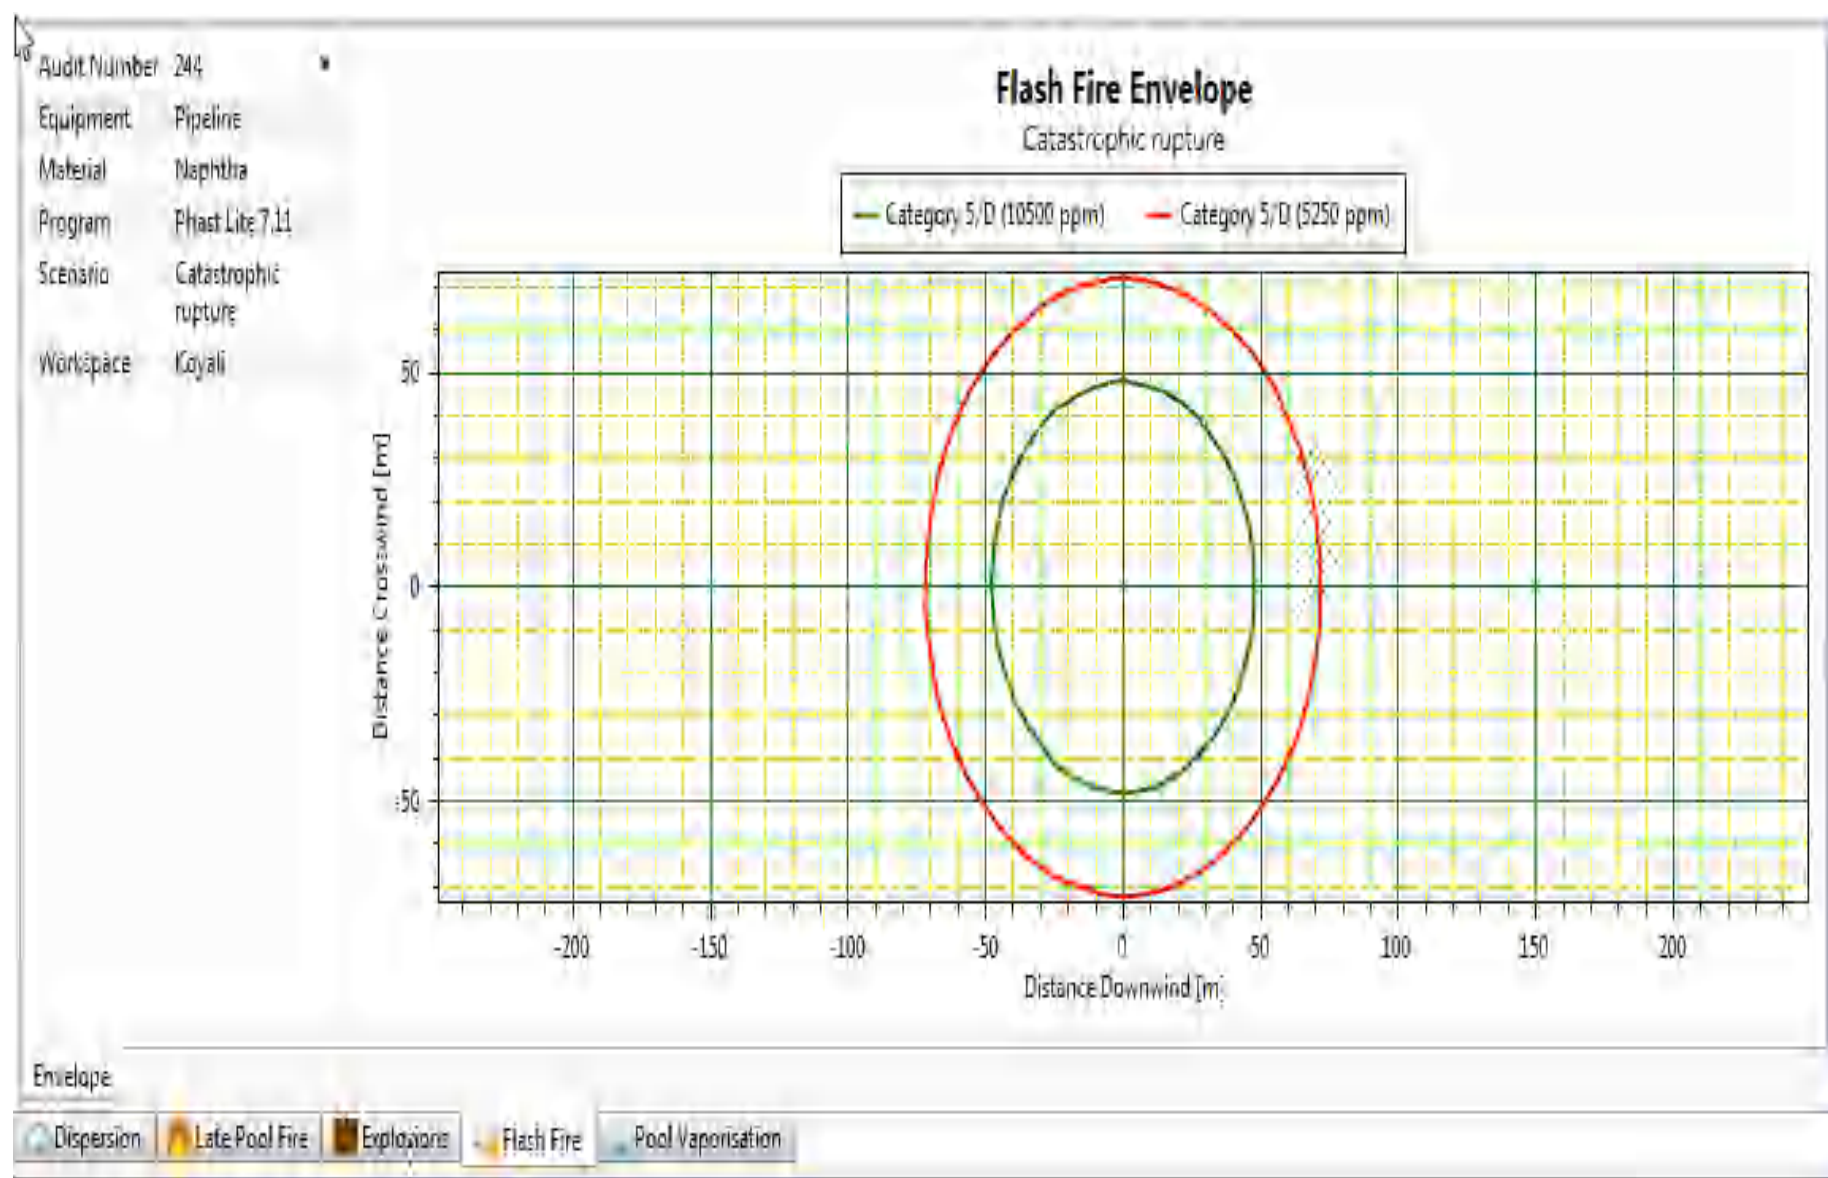 Audit Number 244
Equipment Pipeline
Material Naphtha
Program Phast Lite 7.11
Scenario Catastrophic
rupture
Workspace Koyali
Flash Fire Envelope
Catastrophic rupture
Category 5/D (10500 ppm) Category 5/D (5250 ppm)
50
0
-50
Distance Crosswind [m]
-200 -150 -100 -50 0 50 100 150 200
Distance Downwind [m]
Envelope
Dispersion Late Pool Fire Explosions Flash Fire Pool Vaporisation